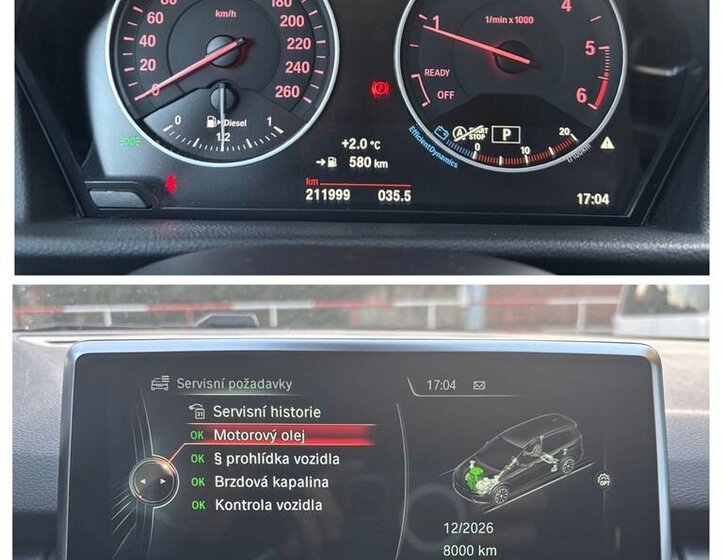 60
40
20
0
km/h
180
200
220
240
260
Diesel
0
1/2
1
1/min x 1000
1
4
5
6
READY
OFF
A START STOP
P
0
10
20
l/100km
EfficientDynamics
+2.0 °C
580 km
km
211999 035.5
17:04
Servisní požadavky
17:04
31 Servisní historie
OK Motorový olej
OK § prohlídka vozidla
OK Brzdová kapalina
OK Kontrola vozidla
OFF
12/2026
8000 km